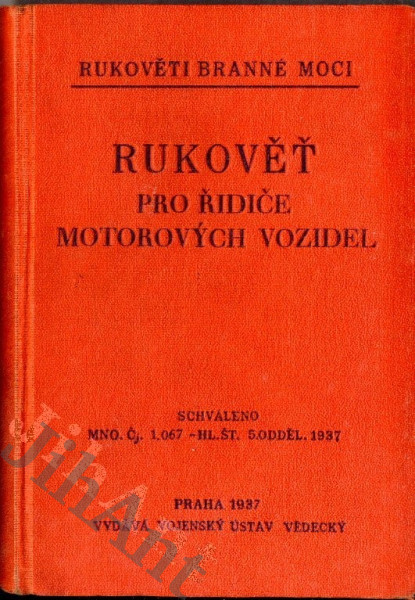 RUKOVĚTI BRANNÉ MOCI
RUKOVĚŤ
PRO ŘIDIČE
MOTOROVÝCH VOZIDEL
SCHVÁLENO
MNO. Čj. 1.067 - HL. ŠT. 5. ODDĚL. 1937
PRAHA 1937
VYDÁVÁ VOJENSKÝ ÚSTAV VĚDECKÝ
JihAnt